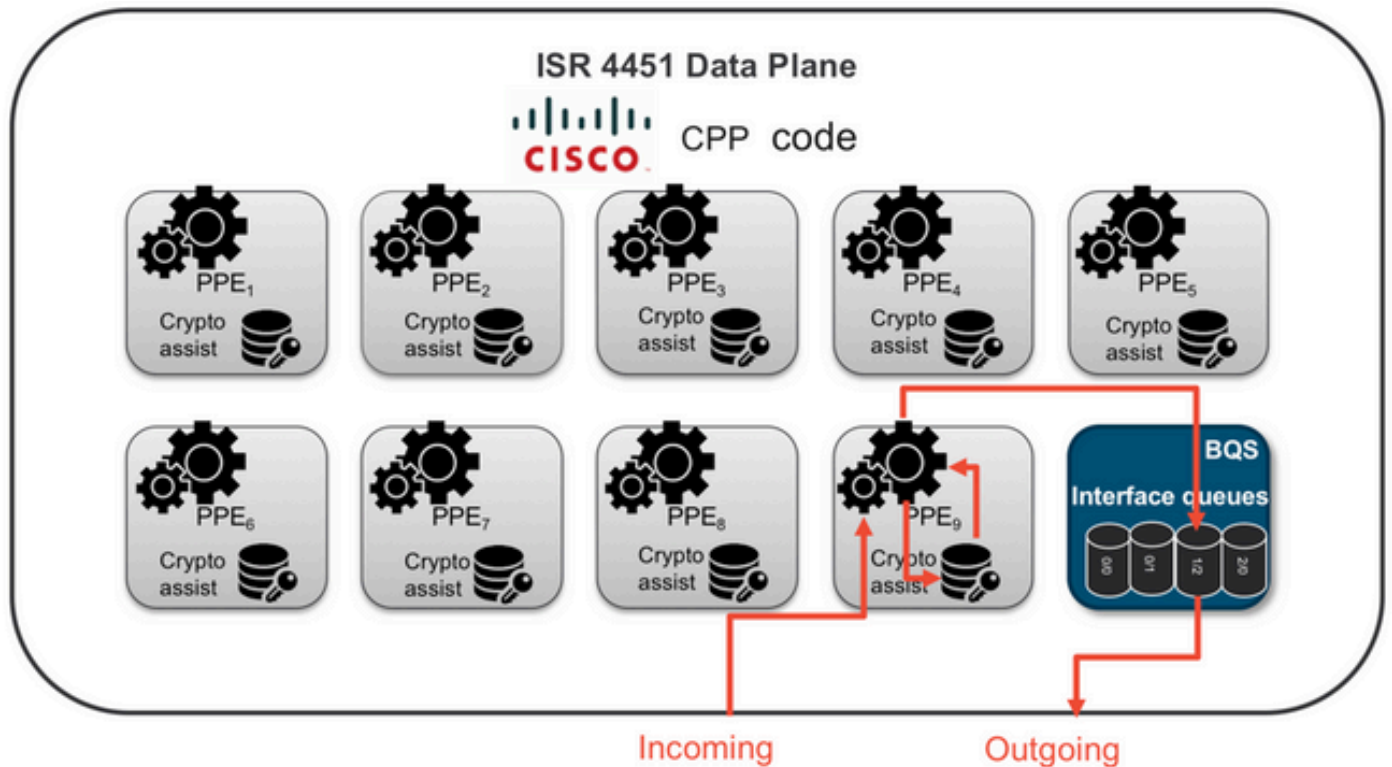 ISR 4451 Data Plane
CISCO
CPP code
PPE₁
Crypto
assist
PPE₂
Crypto
assist
PPE₃
Crypto
assist
PPE₄
Crypto
assist
PPE₅
Crypto
assist
PPE₆
Crypto
assist
PPE₇
Crypto
assist
PPE₈
Crypto
assist
PPE₉
Crypto
assist
BQS
Interface queues
0/0
0/1
1/2
2/0
Incoming
Outgoing